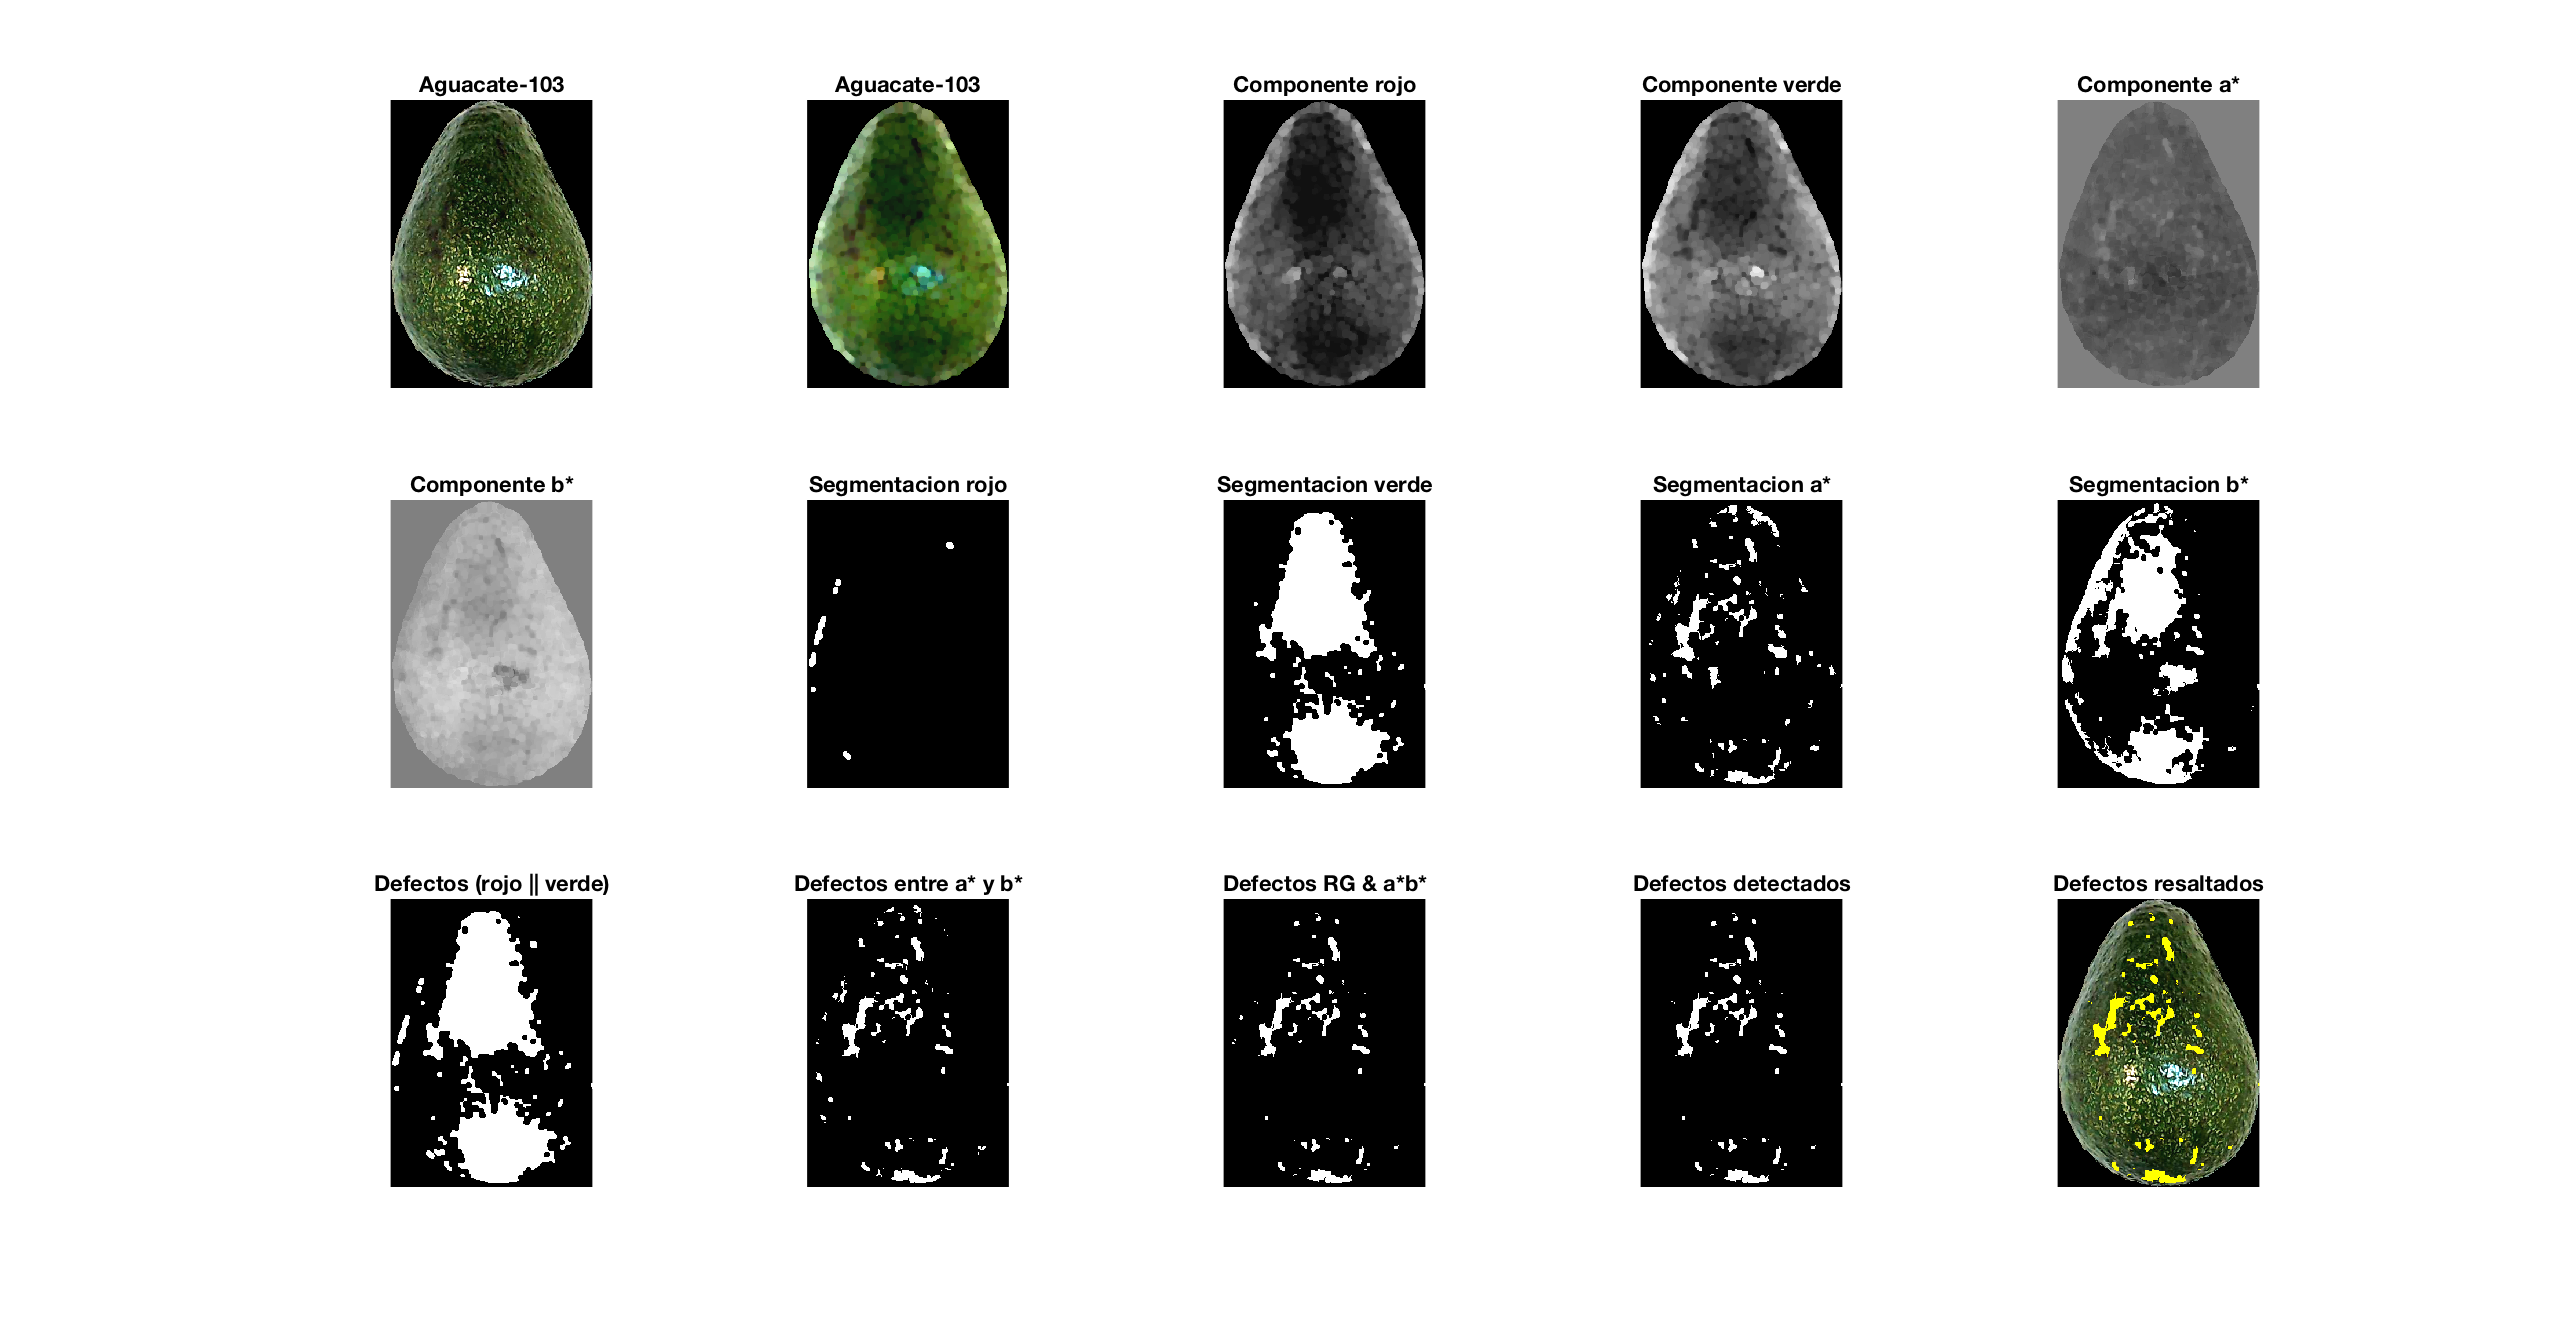 Aguacate-103
Aguacate-103
Componente rojo
Componente verde
Componente a*
Componente b*
Segmentacion rojo
Segmentacion verde
Segmentacion a*
Segmentacion b*
Defectos (rojo || verde)
Defectos entre a* y b*
Defectos RG & a*b*
Defectos detectados
Defectos resaltados